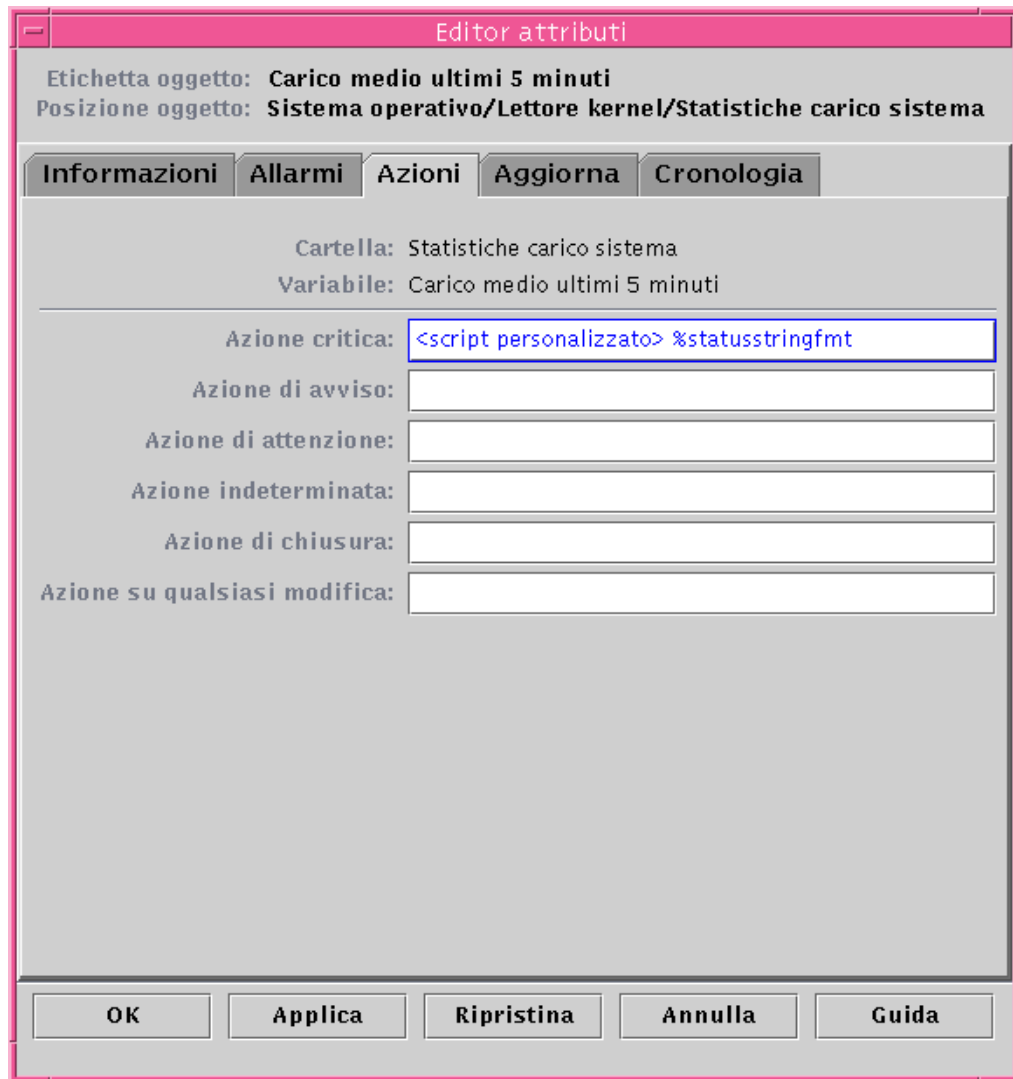 Editor attributi
Etichetta oggetto: Carico medio ultimi 5 minuti
Posizione oggetto: Sistema operativo/Lettore kernel/Statistiche carico sistema
Informazioni Allarmi Azioni Aggiorna Cronologia
Cartella: Statistiche carico sistema
Variabile: Carico medio ultimi 5 minuti
Azione critica: <script personalizzato> %statusstringfmt
Azione di avviso:
Azione di attenzione:
Azione indeterminata:
Azione di chiusura:
Azione su qualsiasi modifica:
OK Applica Ripristina Annulla Guida